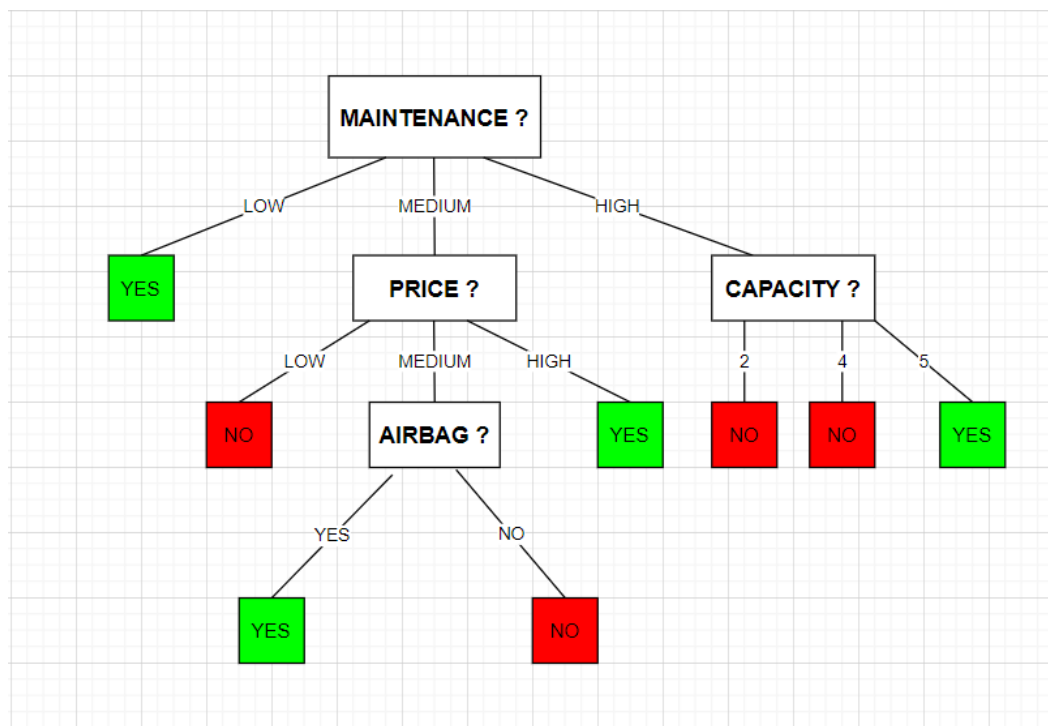 MAINTENANCE ?
LOW
MEDIUM
HIGH
YES
PRICE ?
CAPACITY ?
LOW
MEDIUM
HIGH
2
4
5
NO
AIRBAG ?
YES
NO
NO
YES
YES
NO
YES
NO